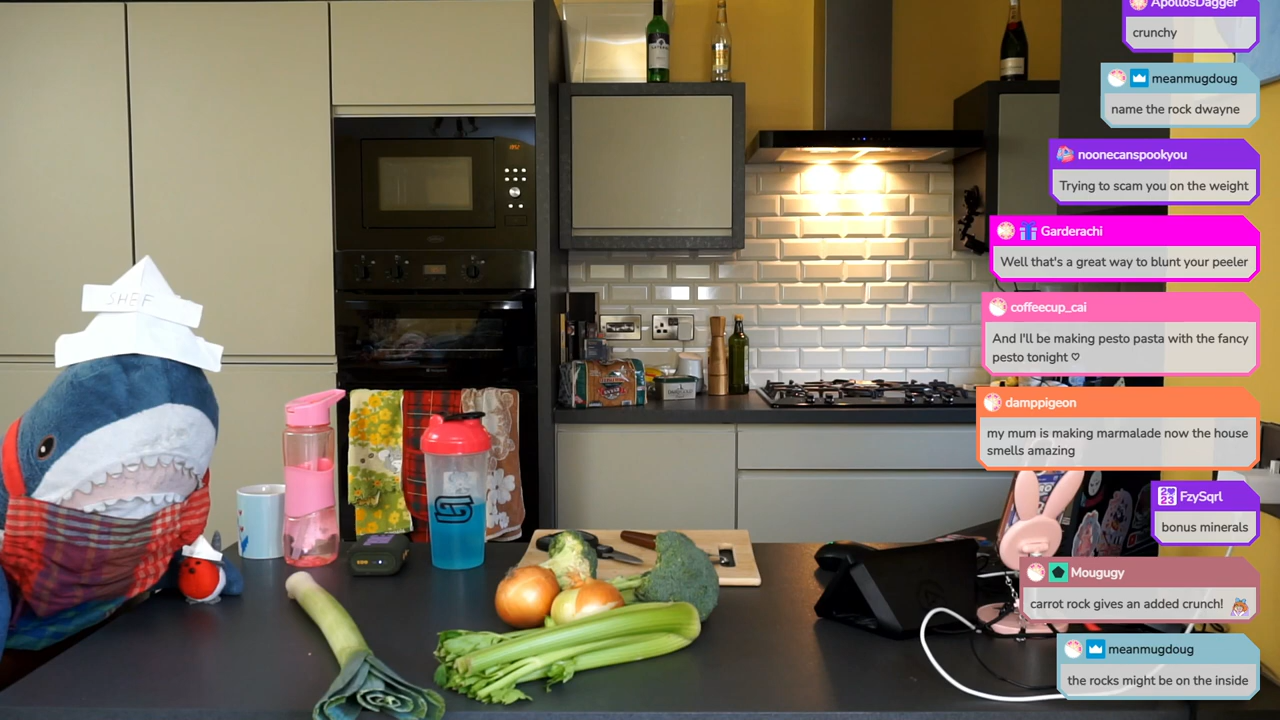 ApollosDagger
crunchy
meanmugdoug
name the rock dwayne
noonecanspookyou
Trying to scam you on the weight
Garderachi
Well that's a great way to blunt your peeler
coffeecup_cai
And I'll be making pesto pasta with the fancy
pesto tonight ♡
damppigeon
my mum is making marmalade now the house
smells amazing
FzySqrl
bonus minerals
Mougugy
carrot rock gives an added crunch!
meanmugdoug
the rocks might be on the inside
SHEF